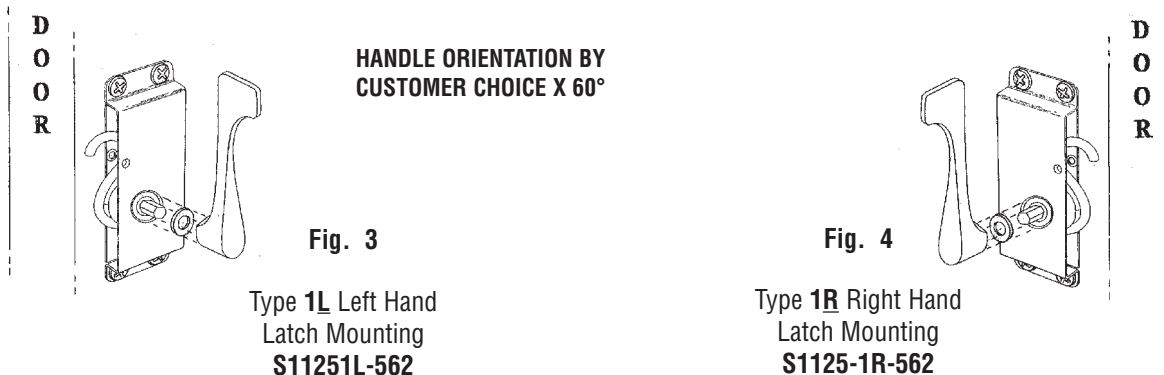 D
O
O
R
HANDLE ORIENTATION BY
CUSTOMER CHOICE X 60°
D
O
O
R
Fig. 3
Fig. 4
Type 1L Left Hand
Latch Mounting
S11251L-562
Type 1R Right Hand
Latch Mounting
S1125-1R-562